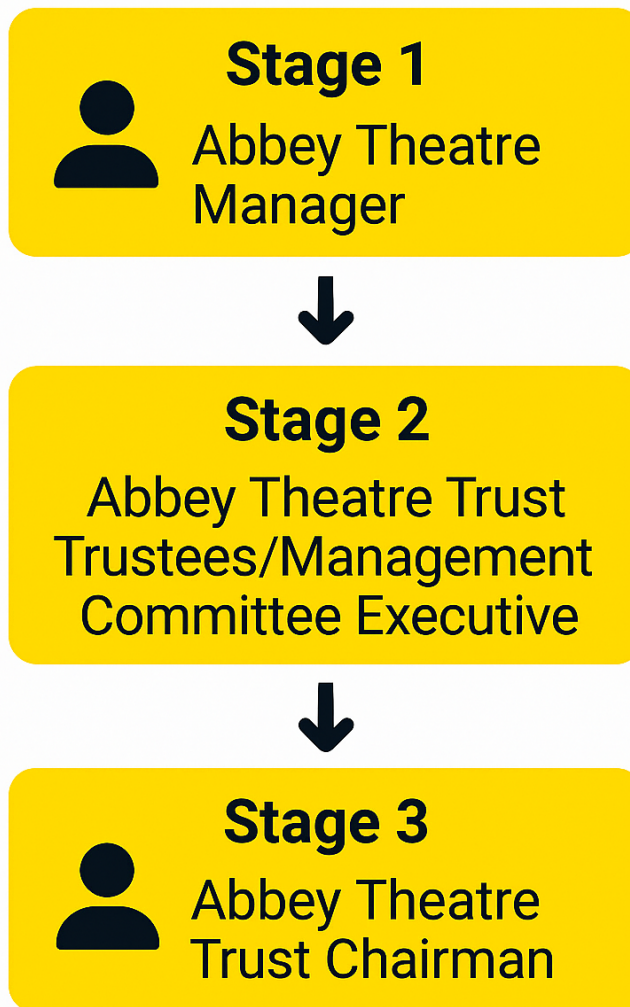 Stage 1
Abbey Theatre
Manager
Stage 2
Abbey Theatre Trust
Trustees/Management
Committee Executive
Stage 3
Abbey Theatre
Trust Chairman